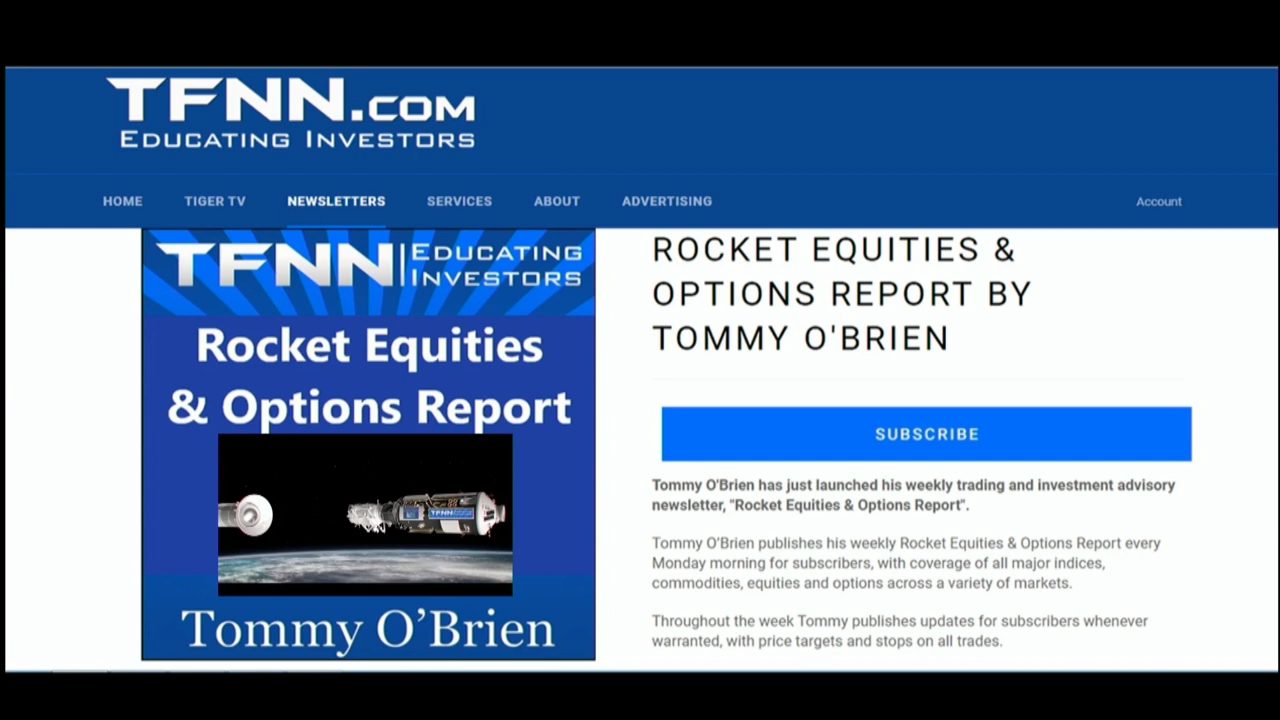 TFNN.COM
EDUCATING INVESTORS
HOME TIGER TV NEWSLETTERS SERVICES ABOUT ADVERTISING Account
TFNN EDUCATING
INVESTORS
Rocket Equities
& Options Report
TFNN
Tommy O’Brien
ROCKET EQUITIES &
OPTIONS REPORT BY
TOMMY O'BRIEN
SUBSCRIBE
Tommy O'Brien has just launched his weekly trading and investment advisory
newsletter, "Rocket Equities & Options Report".
Tommy O’Brien publishes his weekly Rocket Equities & Options Report every
Monday morning for subscribers, with coverage of all major indices,
commodities, equities and options across a variety of markets.
Throughout the week Tommy publishes updates for subscribers whenever
warranted, with price targets and stops on all trades.